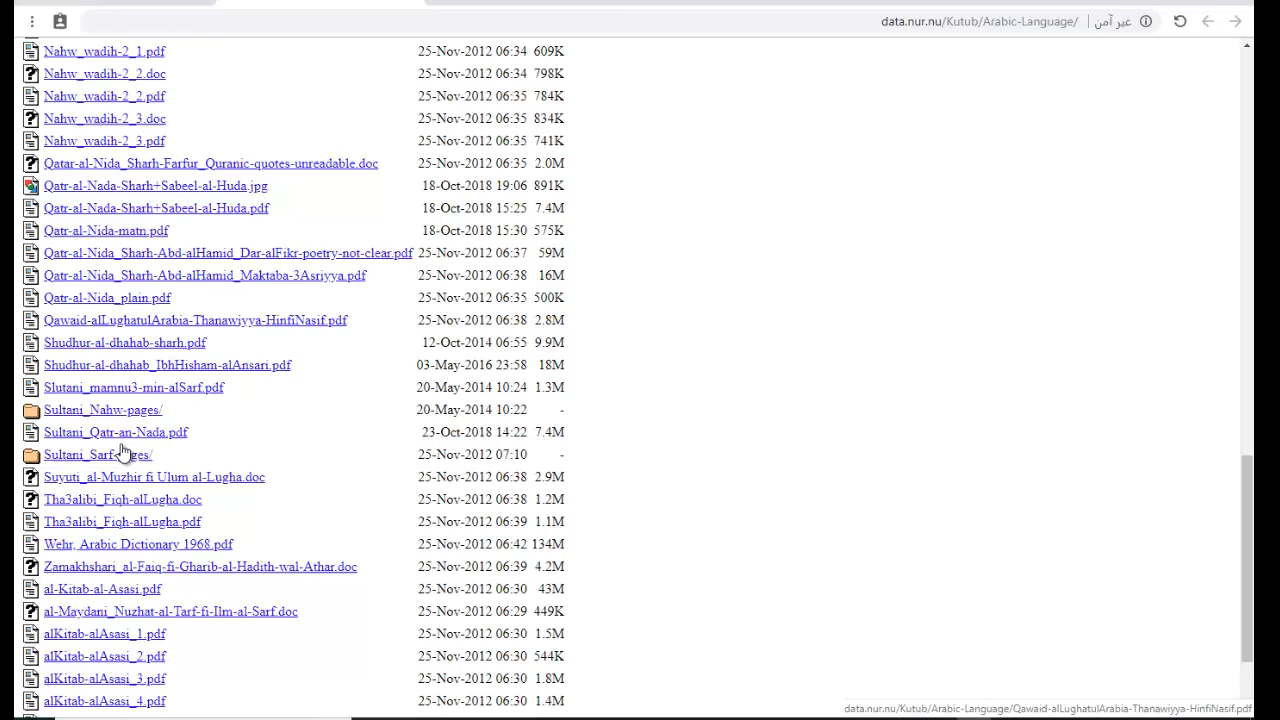 data.nur.nu/Kutub/Arabic-Language/ | غير آمن
Nahw_wadih-2_1.pdf 25-Nov-2012 06:34 609K
Nahw_wadih-2_2.doc 25-Nov-2012 06:34 798K
Nahw_wadih-2_2.pdf 25-Nov-2012 06:35 784K
Nahw_wadih-2_3.doc 25-Nov-2012 06:35 834K
Nahw_wadih-2_3.pdf 25-Nov-2012 06:35 741K
Qatar-al-Nida_Sharh-Farfur_Quranic-quotes-unreadable.doc 25-Nov-2012 06:35 2.0M
Qatr-al-Nada-Sharh+Sabeel-al-Huda.jpg 18-Oct-2018 19:06 891K
Qatr-al-Nada-Sharh+Sabeel-al-Huda.pdf 18-Oct-2018 15:25 7.4M
Qatr-al-Nida-matn.pdf 18-Oct-2018 15:30 575K
Qatr-al-Nida_Sharh-Abd-alHamid_Dar-alFikr-poetry-not-clear.pdf 25-Nov-2012 06:37 59M
Qatr-al-Nida_Sharh-Abd-alHamid_Maktaba-3Asriyya.pdf 25-Nov-2012 06:38 16M
Qatr-al-Nida_plain.pdf 25-Nov-2012 06:35 500K
Qawaid-alLughatulArabia-Thanawiyya-HinfiNasif.pdf 25-Nov-2012 06:38 2.8M
Shudhur-al-dhahab-sharh.pdf 12-Oct-2014 06:55 9.9M
Shudhur-al-dhahab_IbhHisham-alAnsari.pdf 03-May-2016 23:58 18M
Slutani_mamnu3-min-alSarf.pdf 20-May-2014 10:24 1.3M
Sultani_Nahw-pages/ 20-May-2014 10:22 -
Sultani_Qatr-an-Nada.pdf 23-Oct-2018 14:22 7.4M
Sultani_Sarf-pages/ 25-Nov-2012 07:10 -
Suyuti_al-Muzhir fi Ulum al-Lugha.doc 25-Nov-2012 06:38 2.9M
Tha3alibi_Fiqh-alLugha.doc 25-Nov-2012 06:38 1.2M
Tha3alibi_Fiqh-alLugha.pdf 25-Nov-2012 06:39 1.1M
Wehr, Arabic Dictionary 1968.pdf 25-Nov-2012 06:42 134M
Zamakhshari_al-Faiq-fi-Gharib-al-Hadith-wal-Athar.doc 25-Nov-2012 06:39 4.2M
al-Kitab-al-Asasi.pdf 25-Nov-2012 06:30 43M
al-Maydani_Nuzhat-al-Tarf-fi-Ilm-al-Sarf.doc 25-Nov-2012 06:29 449K
alKitab-alAsasi_1.pdf 25-Nov-2012 06:30 1.5M
alKitab-alAsasi_2.pdf 25-Nov-2012 06:30 544K
alKitab-alAsasi_3.pdf 25-Nov-2012 06:30 1.8M
alKitab-alAsasi_4.pdf 25-Nov-2012 06:30 1.4M
data.nur.nu/Kutub/Arabic-Language/Qawaid-alLughatulArabia-Thanawiyya-HinfiNasif.pdf